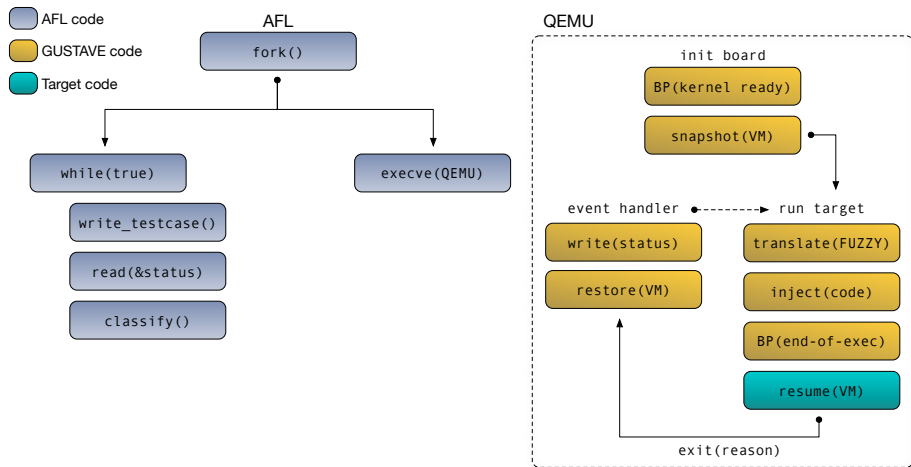 AFL code
GUSTAVE code
Target code
AFL
fork()
while(true)
execve(QEMU)
write_testcase()
read(&status)
classify()
QEMU
init board
BP(kernel ready)
snapshot(VM)
event handler
run target
write(status)
translate(FUZZY)
restore(VM)
inject(code)
BP(end-of-exec)
resume(VM)
exit(reason)